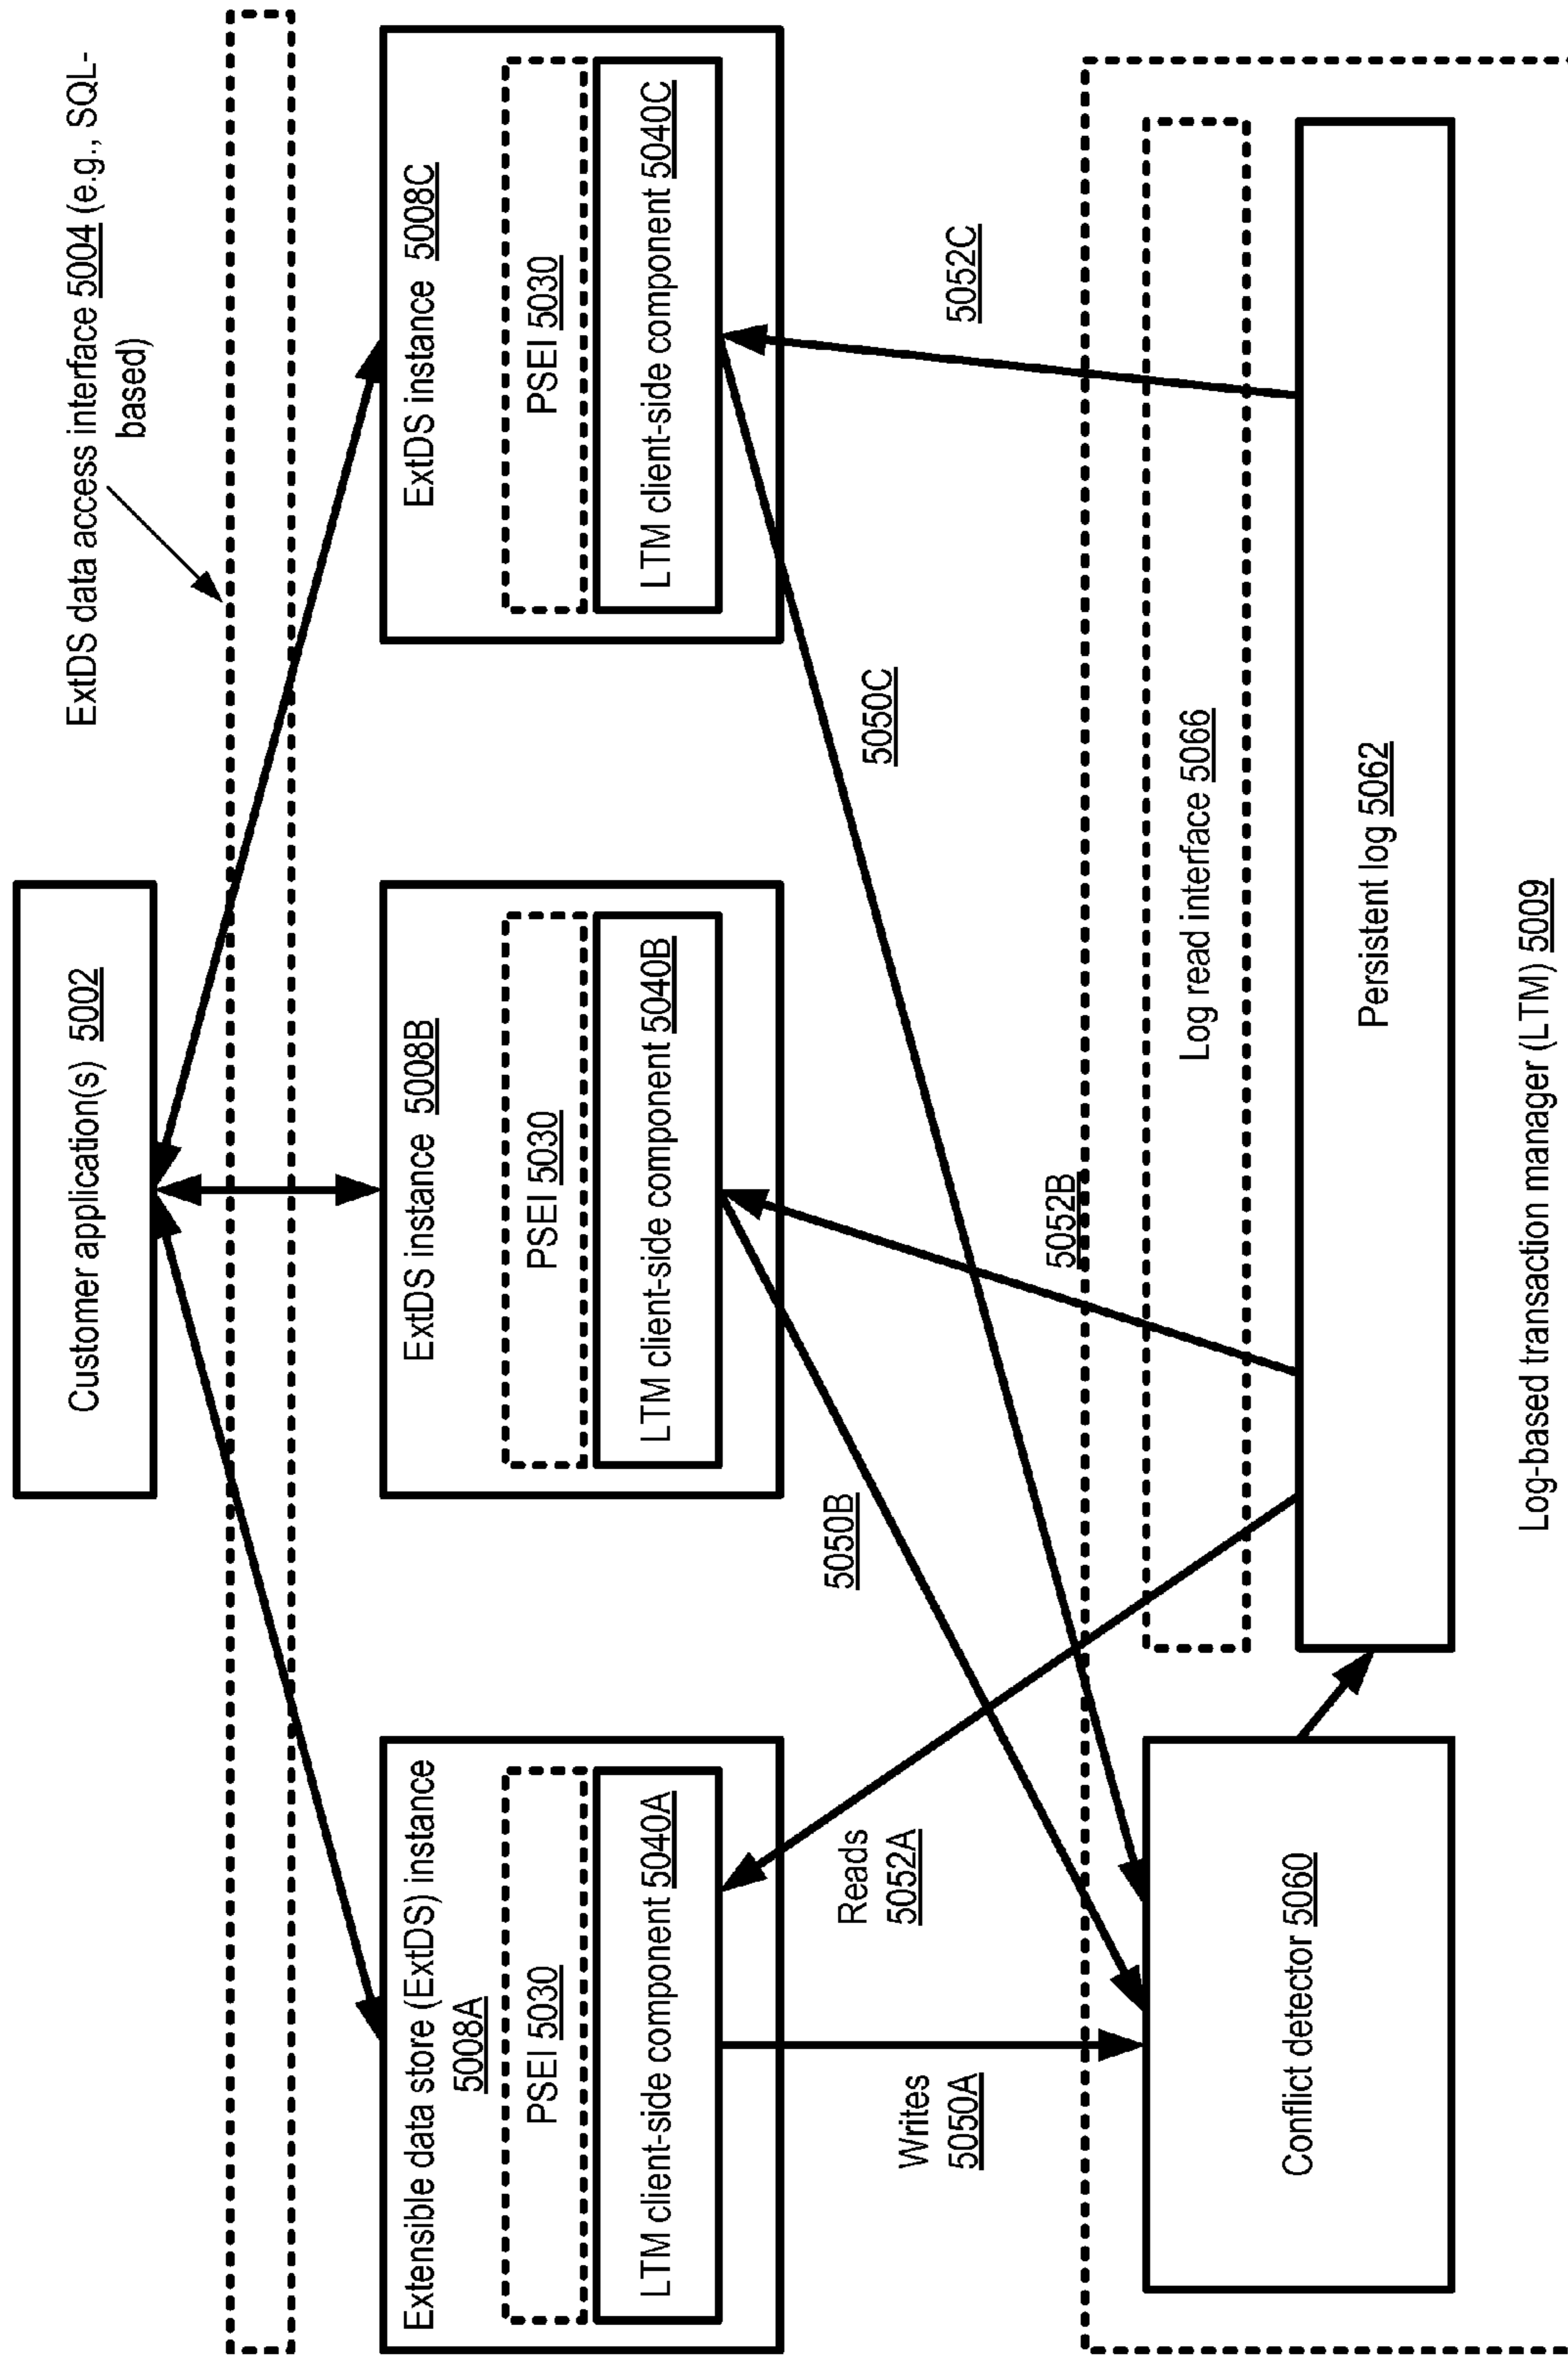 Customer application(s) 5002
ExtDS data access interface 5004 (e.g., SQL-
based)
Extensible data store (ExtDS) instance
5008A
PSEI 5030
LTM client-side component 5040A
ExtDS instance 5008B
PSEI 5030
LTM client-side component 5040B
ExtDS instance 5008C
PSEI 5030
LTM client-side component 5040C
Writes
5050A
Reads
5052A
5050B
5052B
5050C
5052C
Conflict detector 5060
Log read interface 5066
Persistent log 5062
Log-based transaction manager (LTM) 5009